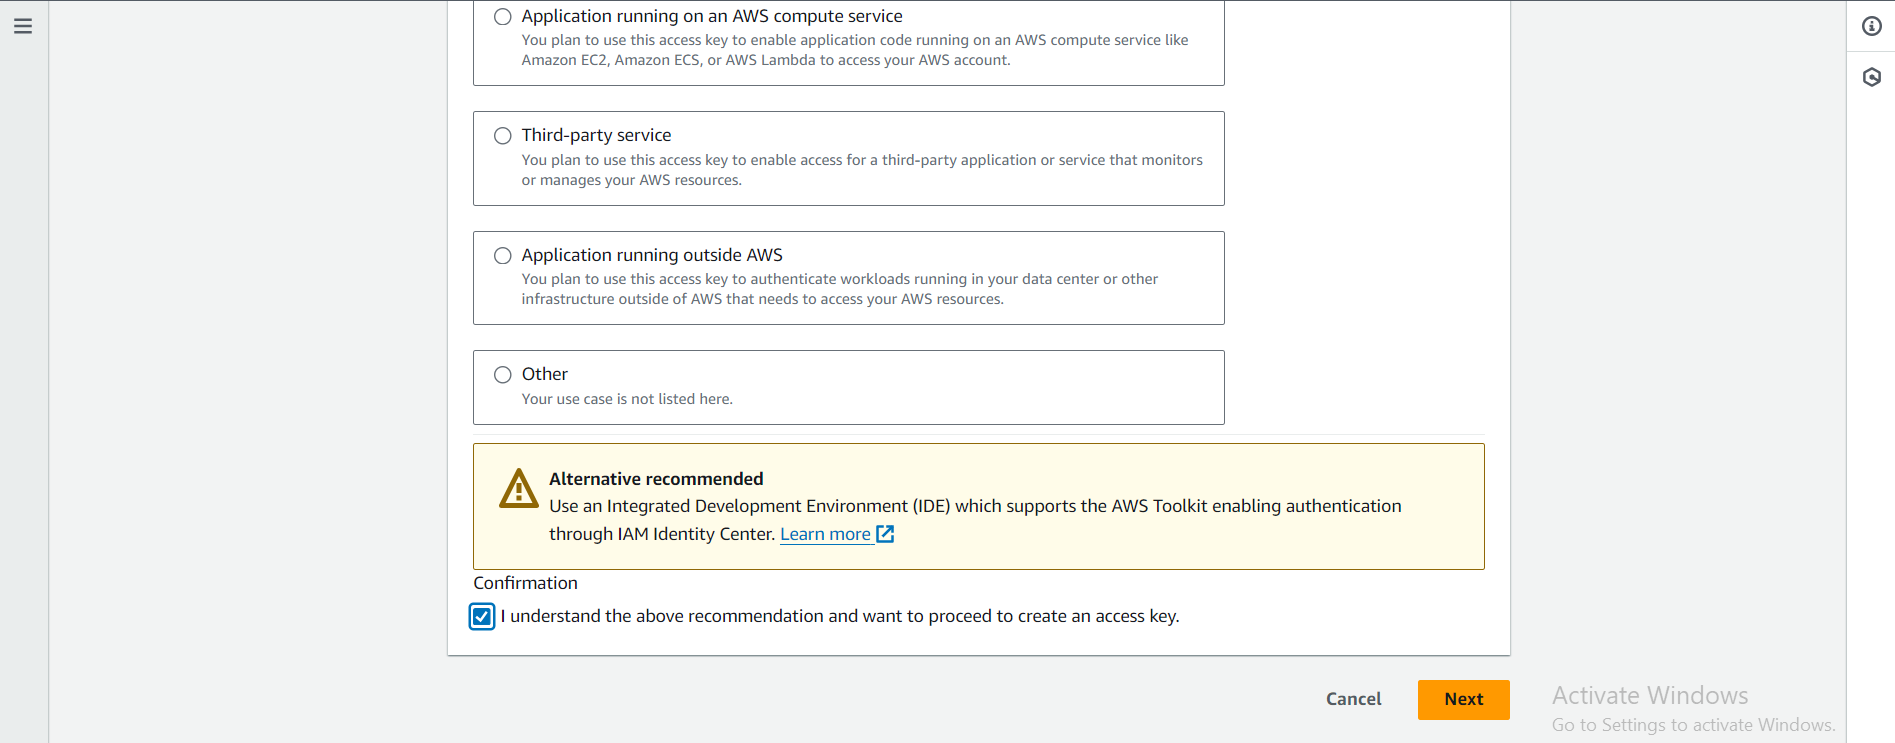 Application running on an AWS compute service
You plan to use this access key to enable application code running on an AWS compute service like
Amazon EC2, Amazon ECS, or AWS Lambda to access your AWS account.
Third-party service
You plan to use this access key to enable access for a third-party application or service that monitors
or manages your AWS resources.
Application running outside AWS
You plan to use this access key to authenticate workloads running in your data center or other
infrastructure outside of AWS that needs to access your AWS resources.
Other
Your use case is not listed here.
Alternative recommended
Use an Integrated Development Environment (IDE) which supports the AWS Toolkit enabling authentication
through IAM Identity Center. Learn more
Confirmation
I understand the above recommendation and want to proceed to create an access key.
Cancel
Next
Activate Windows
Go to Settings to activate Windows.